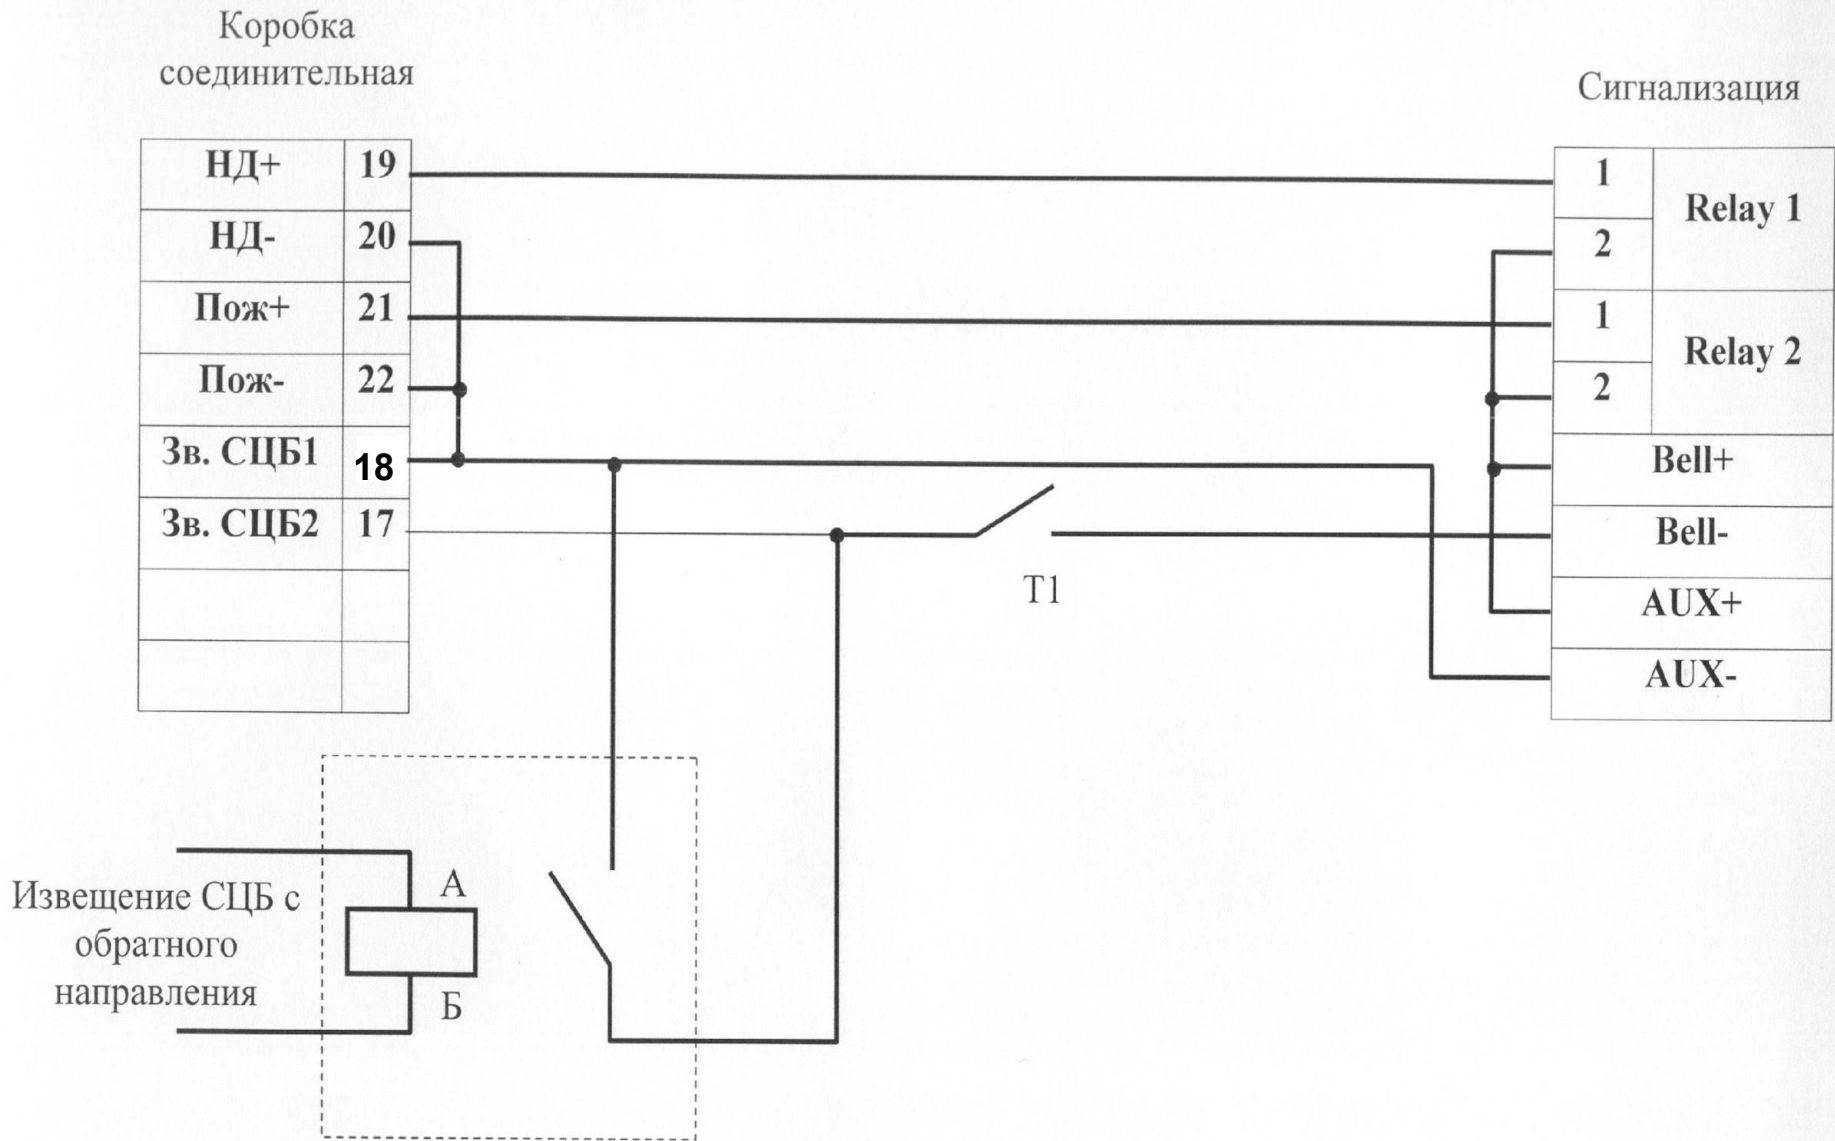 Коробка
соединительная
Сигнализация
НД+ 19
НД- 20
Пож+ 21
Пож- 22
Зв. СЦБ1 18
Зв. СЦБ2 17
1 Relay 1
2
1 Relay 2
2
Bell+
Bell-
AUX+
AUX-
Т1
А
Б
Извещение СЦБ с
обратного
направления